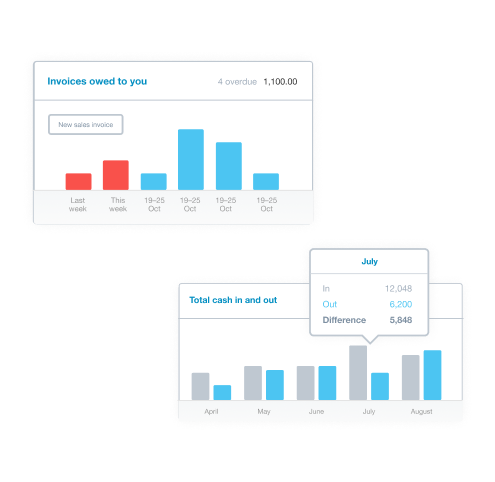 Invoices owed to you 4 overdue 1,100.00
New sales invoice
Last week
This week
19–25 Oct
19–25 Oct
19–25 Oct
19–25 Oct
July
In 12,048
Out 6,200
Difference 5,848
Total cash in and out
April May June July August